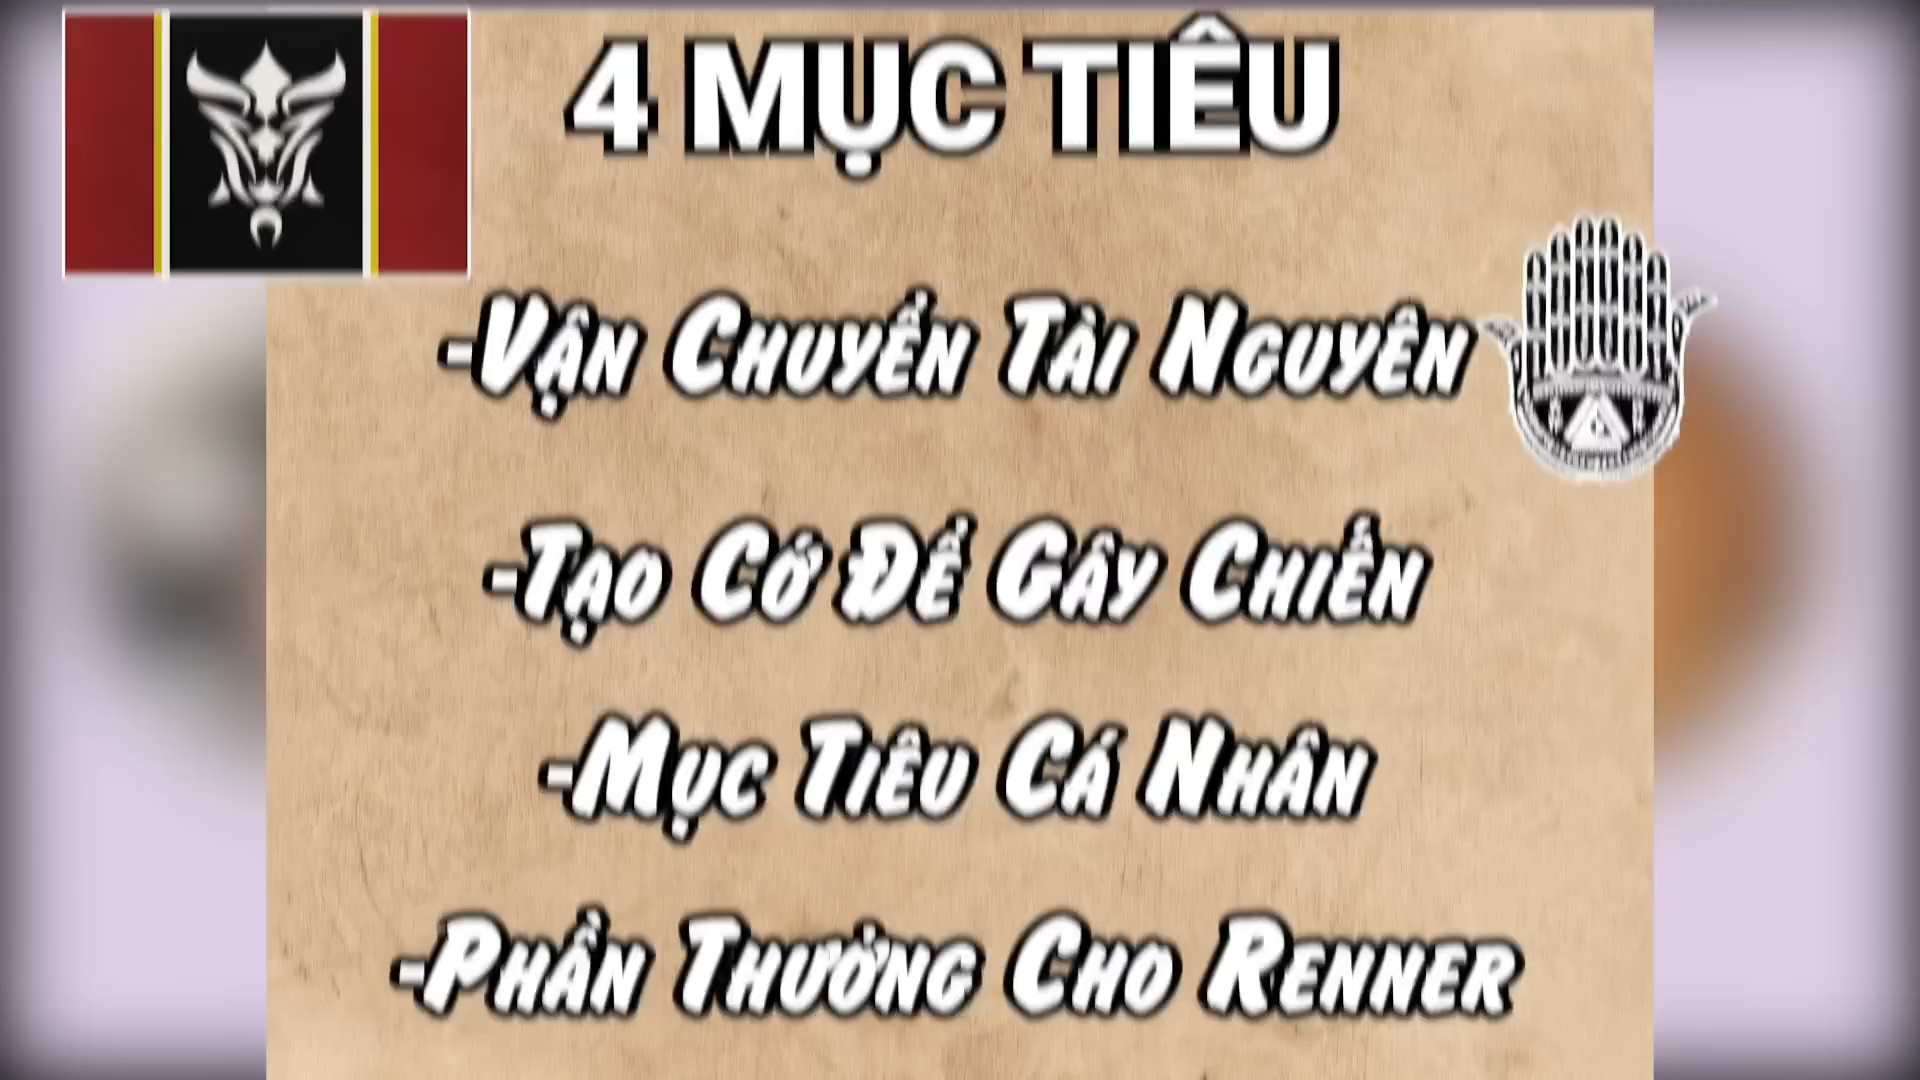 4 MỤC TIÊU
-VẬN CHUYỂN TÀI NGUYÊN
-TẠO CỚ ĐỂ GÂY CHIẾN
-MỤC TIÊU CÁ NHÂN
-PHẦN THƯỞNG CHO RENNER